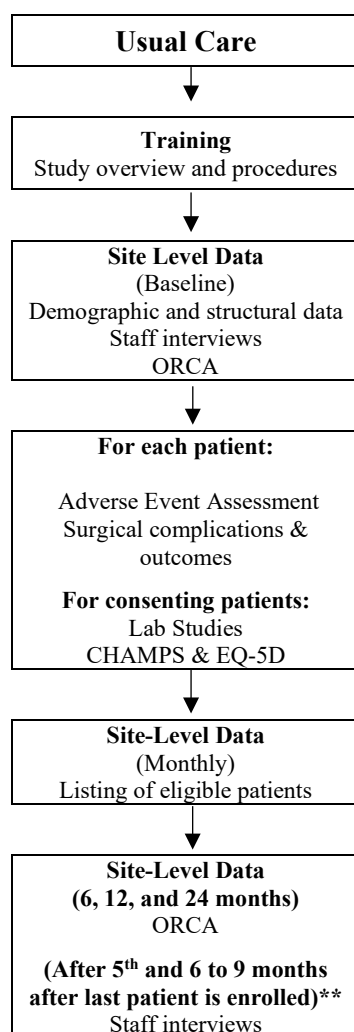 Usual Care
Training
Study overview and procedures
Site Level Data
(Baseline)
Demographic and structural data
Staff interviews
ORCA
For each patient:
Adverse Event Assessment
Surgical complications &
outcomes
For consenting patients:
Lab Studies
CHAMPS & EQ-5D
Site-Level Data
(Monthly)
Listing of eligible patients
Site-Level Data
(6, 12, and 24 months)
ORCA
(After 5th and 6 to 9 months
after last patient is enrolled)**
Staff interviews